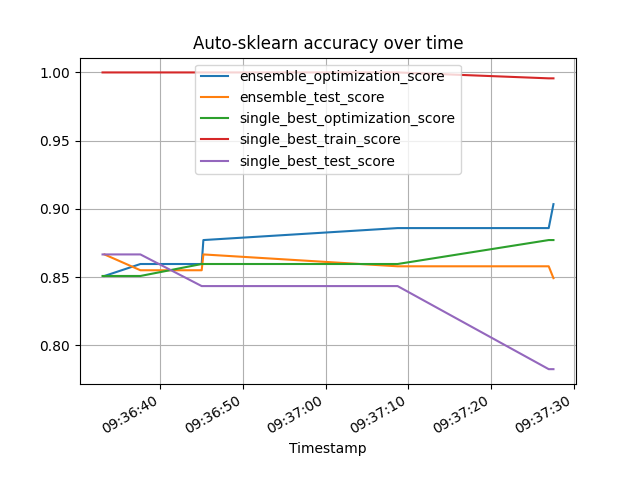 Auto-sklearn accuracy over time
1.00
0.95
0.90
0.85
0.80
ensemble_optimization_score
ensemble_test_score
single_best_optimization_score
single_best_train_score
single_best_test_score
09:36:40
09:36:50
09:37:00
09:37:10
09:37:20
09:37:30
Timestamp